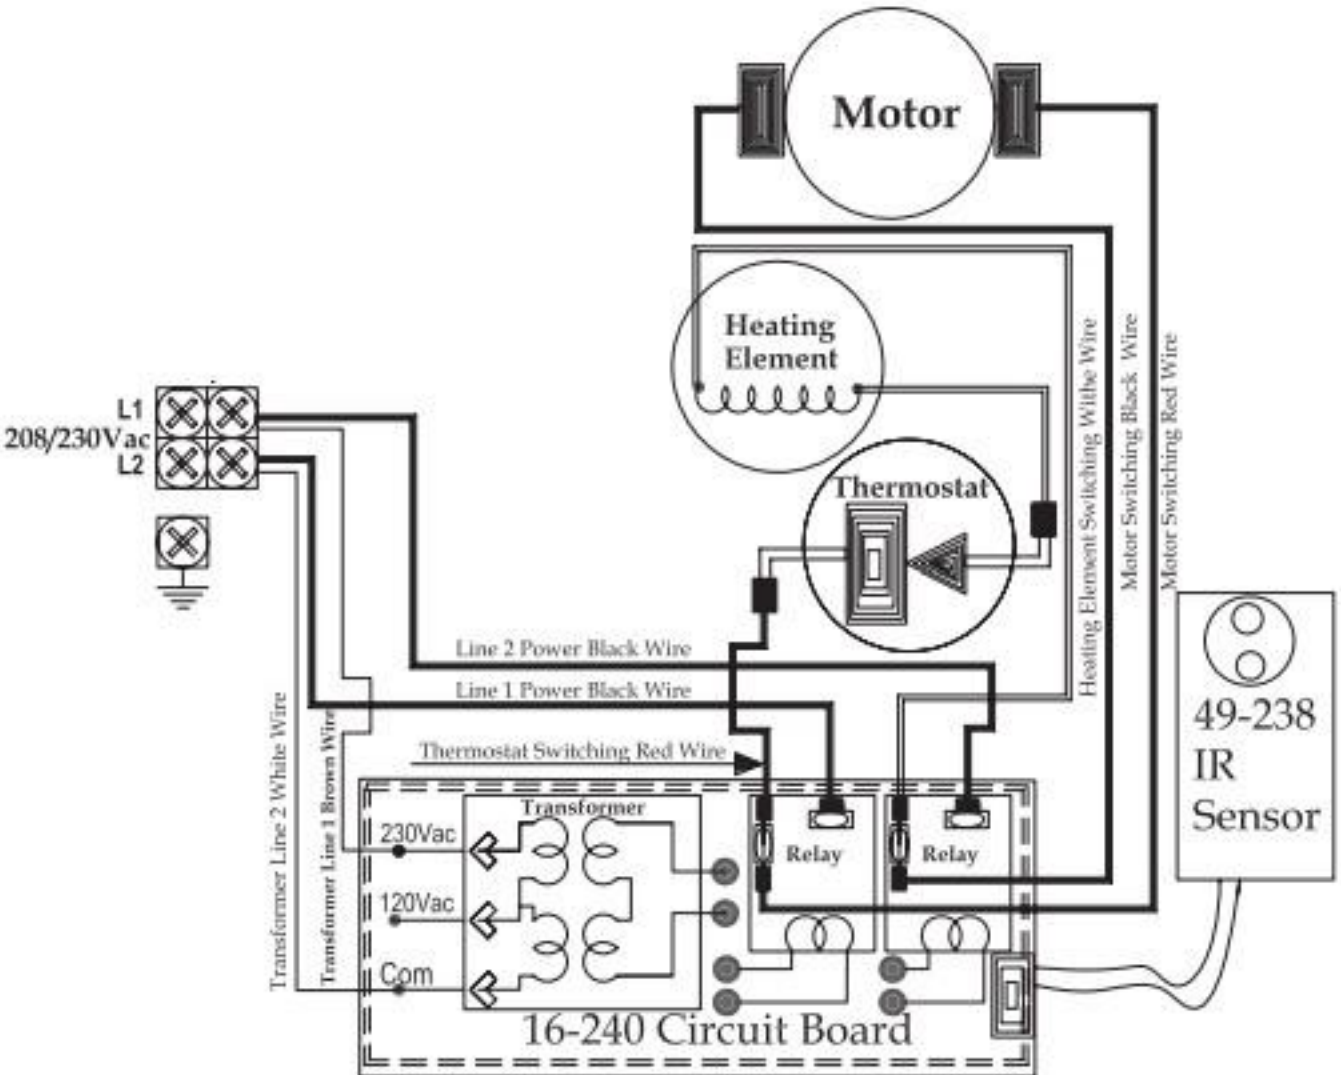 Motor
Heating
Element
L1
208/230Vac
L2
Thermostat
Heating Element Switching Withe Wire
Motor Switching Black Wire
Motor Switching Red Wire
Line 2 Power Black Wire
Line 1 Power Black Wire
Thermostat Switching Red Wire
Transformer Line 2 White Wire
Transformer Line 1 Brown Wire
49-238
IR
Sensor
Transformer
230Vac
120Vac
Com
Relay
Relay
16-240 Circuit Board